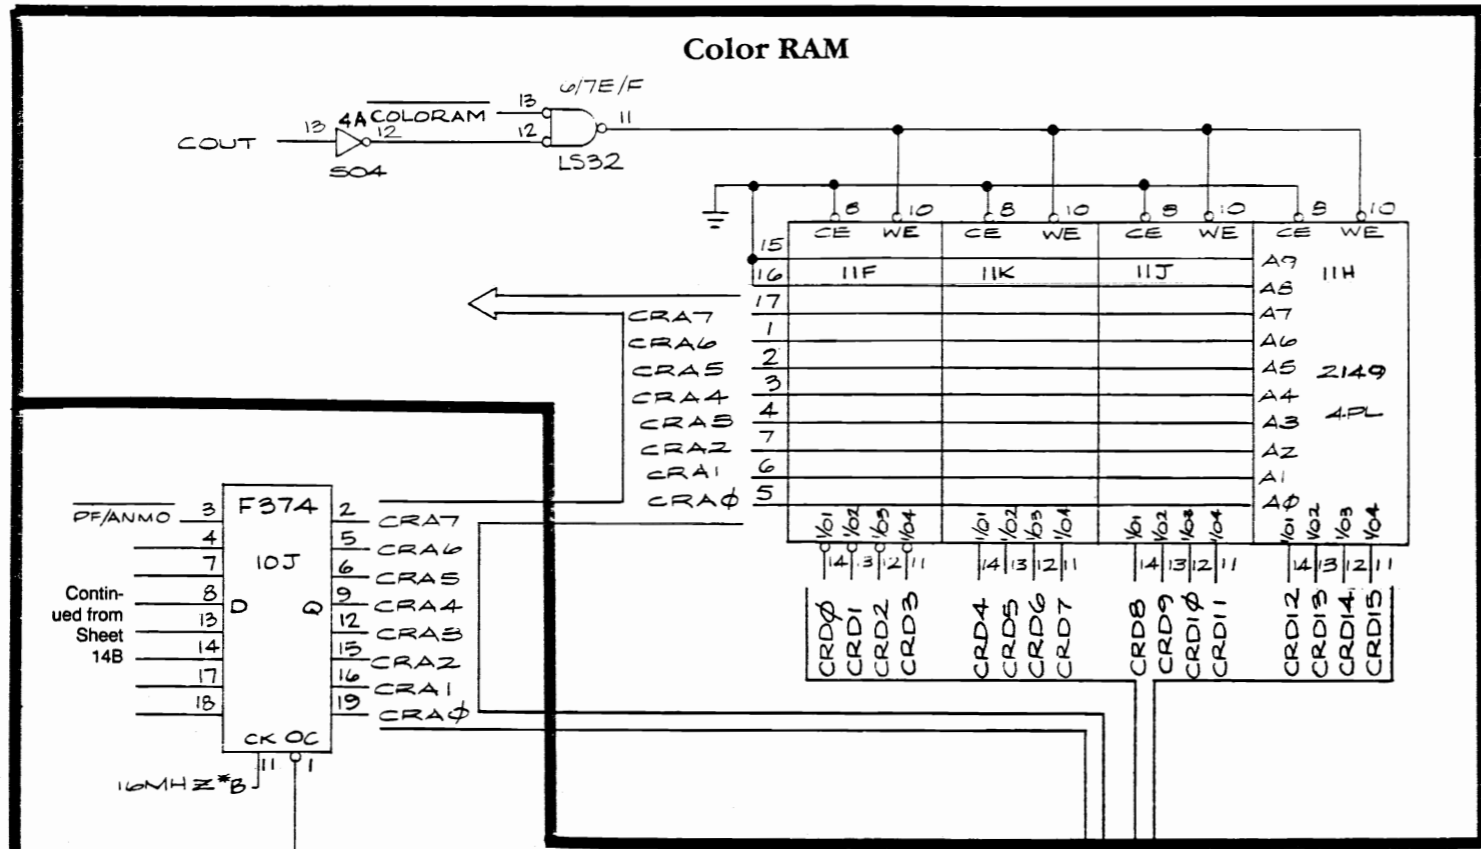 Color RAM
6/7E/F
COUT 13 4A 12 COLORAM 13 12 11
S04
LS32
8 10 8 10 8 10 8 10
CE WE CE WE CE WE CE WE
11F 11K 11J 11H
15 A9
16 A8
CRA7 17 A7
CRA6 1 A6
CRA5 2 A5
CRA4 3 A4
CRA3 4 A3
CRA2 7 A2
CRA1 6 A1
CRAØ 5 AØ
2149
4PL
I/O1 I/O2 I/O3 I/O4 I/O1 I/O2 I/O3 I/O4 I/O1 I/O2 I/O3 I/O4 I/O1 I/O2 I/O3 I/O4
14 13 12 11 14 13 12 11 14 13 12 11 14 13 12 11
CRDØ CRD1 CRD2 CRD3 CRD4 CRD5 CRD6 CRD7 CRD8 CRD9 CRD1Ø CRD11 CRD12 CRD13 CRD14 CRD15
F374
10J
PF/ANMO 3 2 CRA7
4 5 CRA6
7 6 CRA5
8 D Q 9 CRA4
13 12 CRA3
14 15 CRA2
17 16 CRA1
18 19 CRAØ
Contin-
ued from
Sheet
14B
CK OC
11 1
16MHZ*B